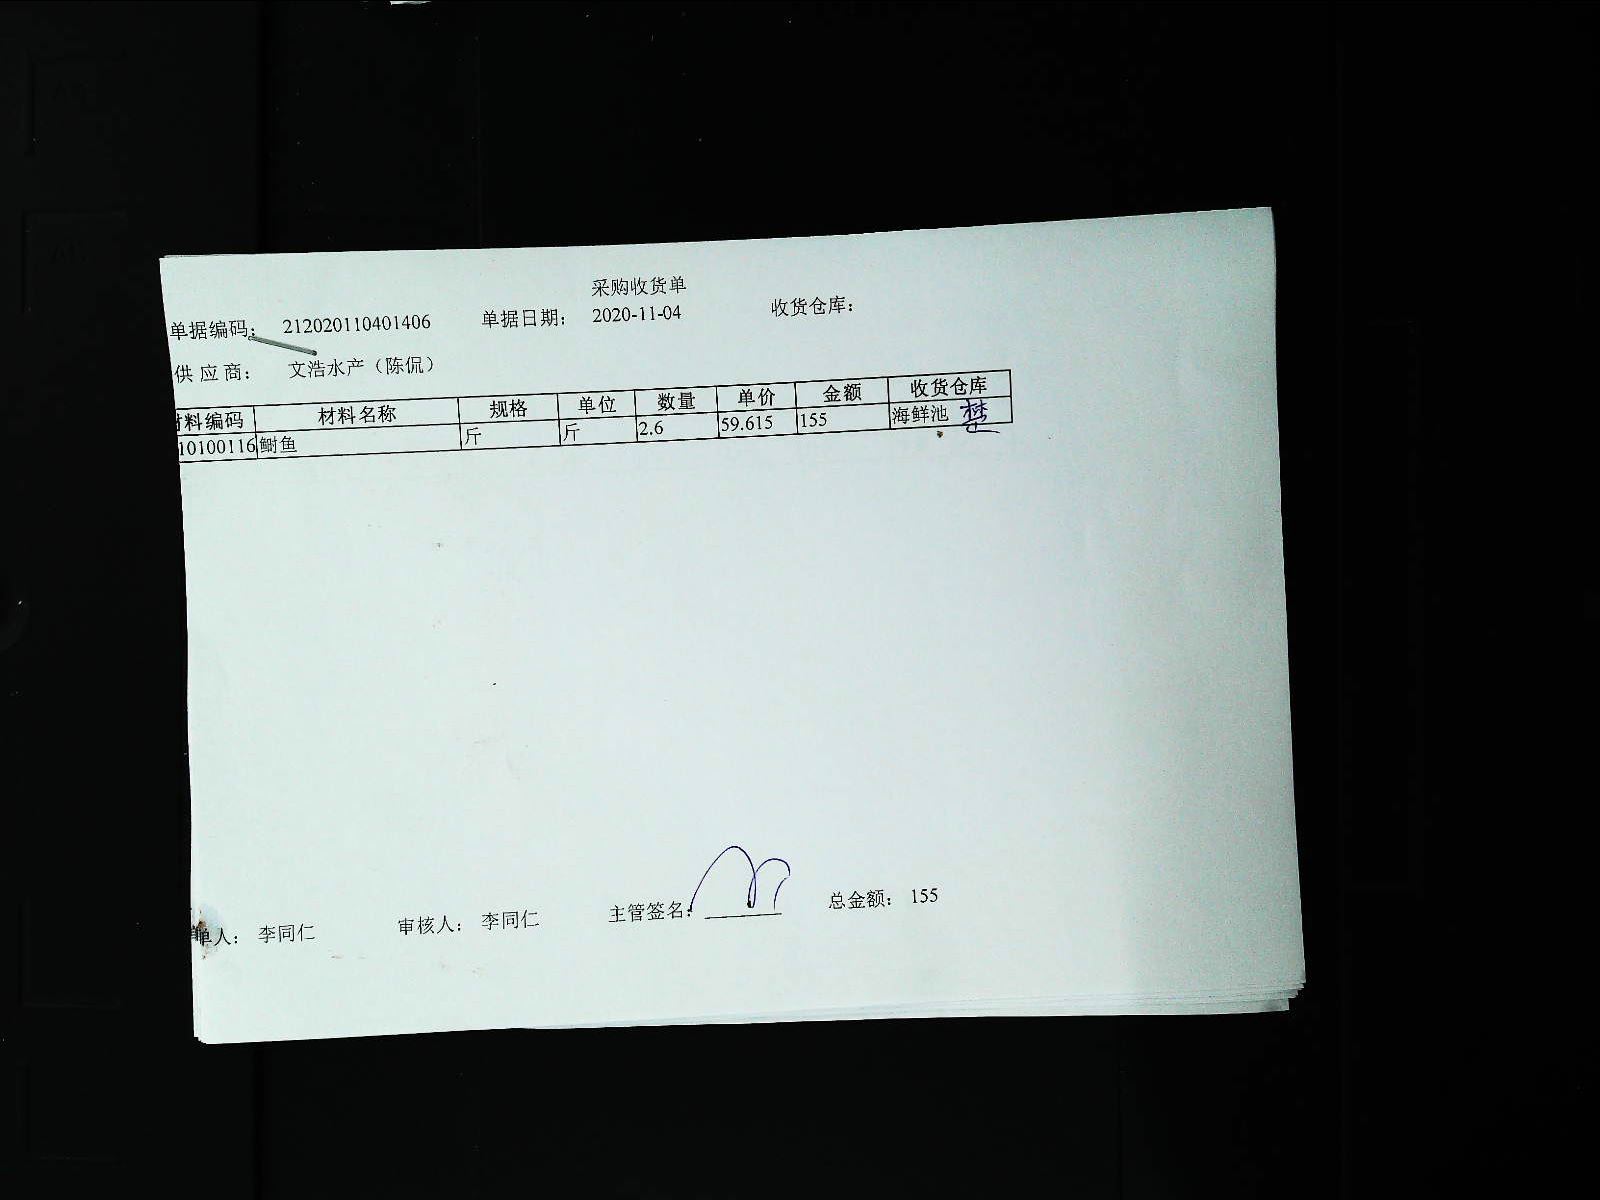 采购收货单
单据编码： 212020110401406 单据日期： 2020-11-04 收货仓库：
供 应 商： 文浩水产（陈侃）
材料编码 材料名称 规格 单位 数量 单价 金额 收货仓库
10100116 鲥鱼 斤 斤 2.6 59.615 155 海鲜池
单人： 李同仁 审核人： 李同仁 主管签名： 总金额： 155